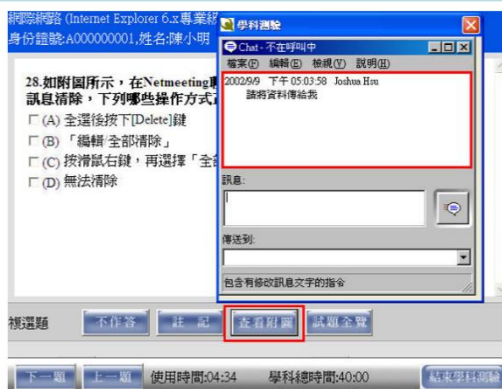 網際網路 (Internet Explorer 6.x專業級
身份證號:A000000001,姓名:陳小明
28.如附圖所示，在Netmeeting
訊息清除，下列哪些操作方式
(A) 全選後按下[Delete]鍵
(B) 「編輯/全部清除」
(C) 按滑鼠右鍵，再選擇「全
(D) 無法清除
學科測驗
Chat - 不在呼叫中
檔案(F) 編輯(E) 檢視(V) 說明(H)
2002/9/9 下午 05:03:58 Joshua Hsu
請將資料傳給我
訊息:
傳送到:
包含有修改訊息文字的指令
複選題 不作答 註 記 查看附圖 試題全覽
下一題 上一題 使用時間:04:34 學科總時間:40:00 結束學科測驗